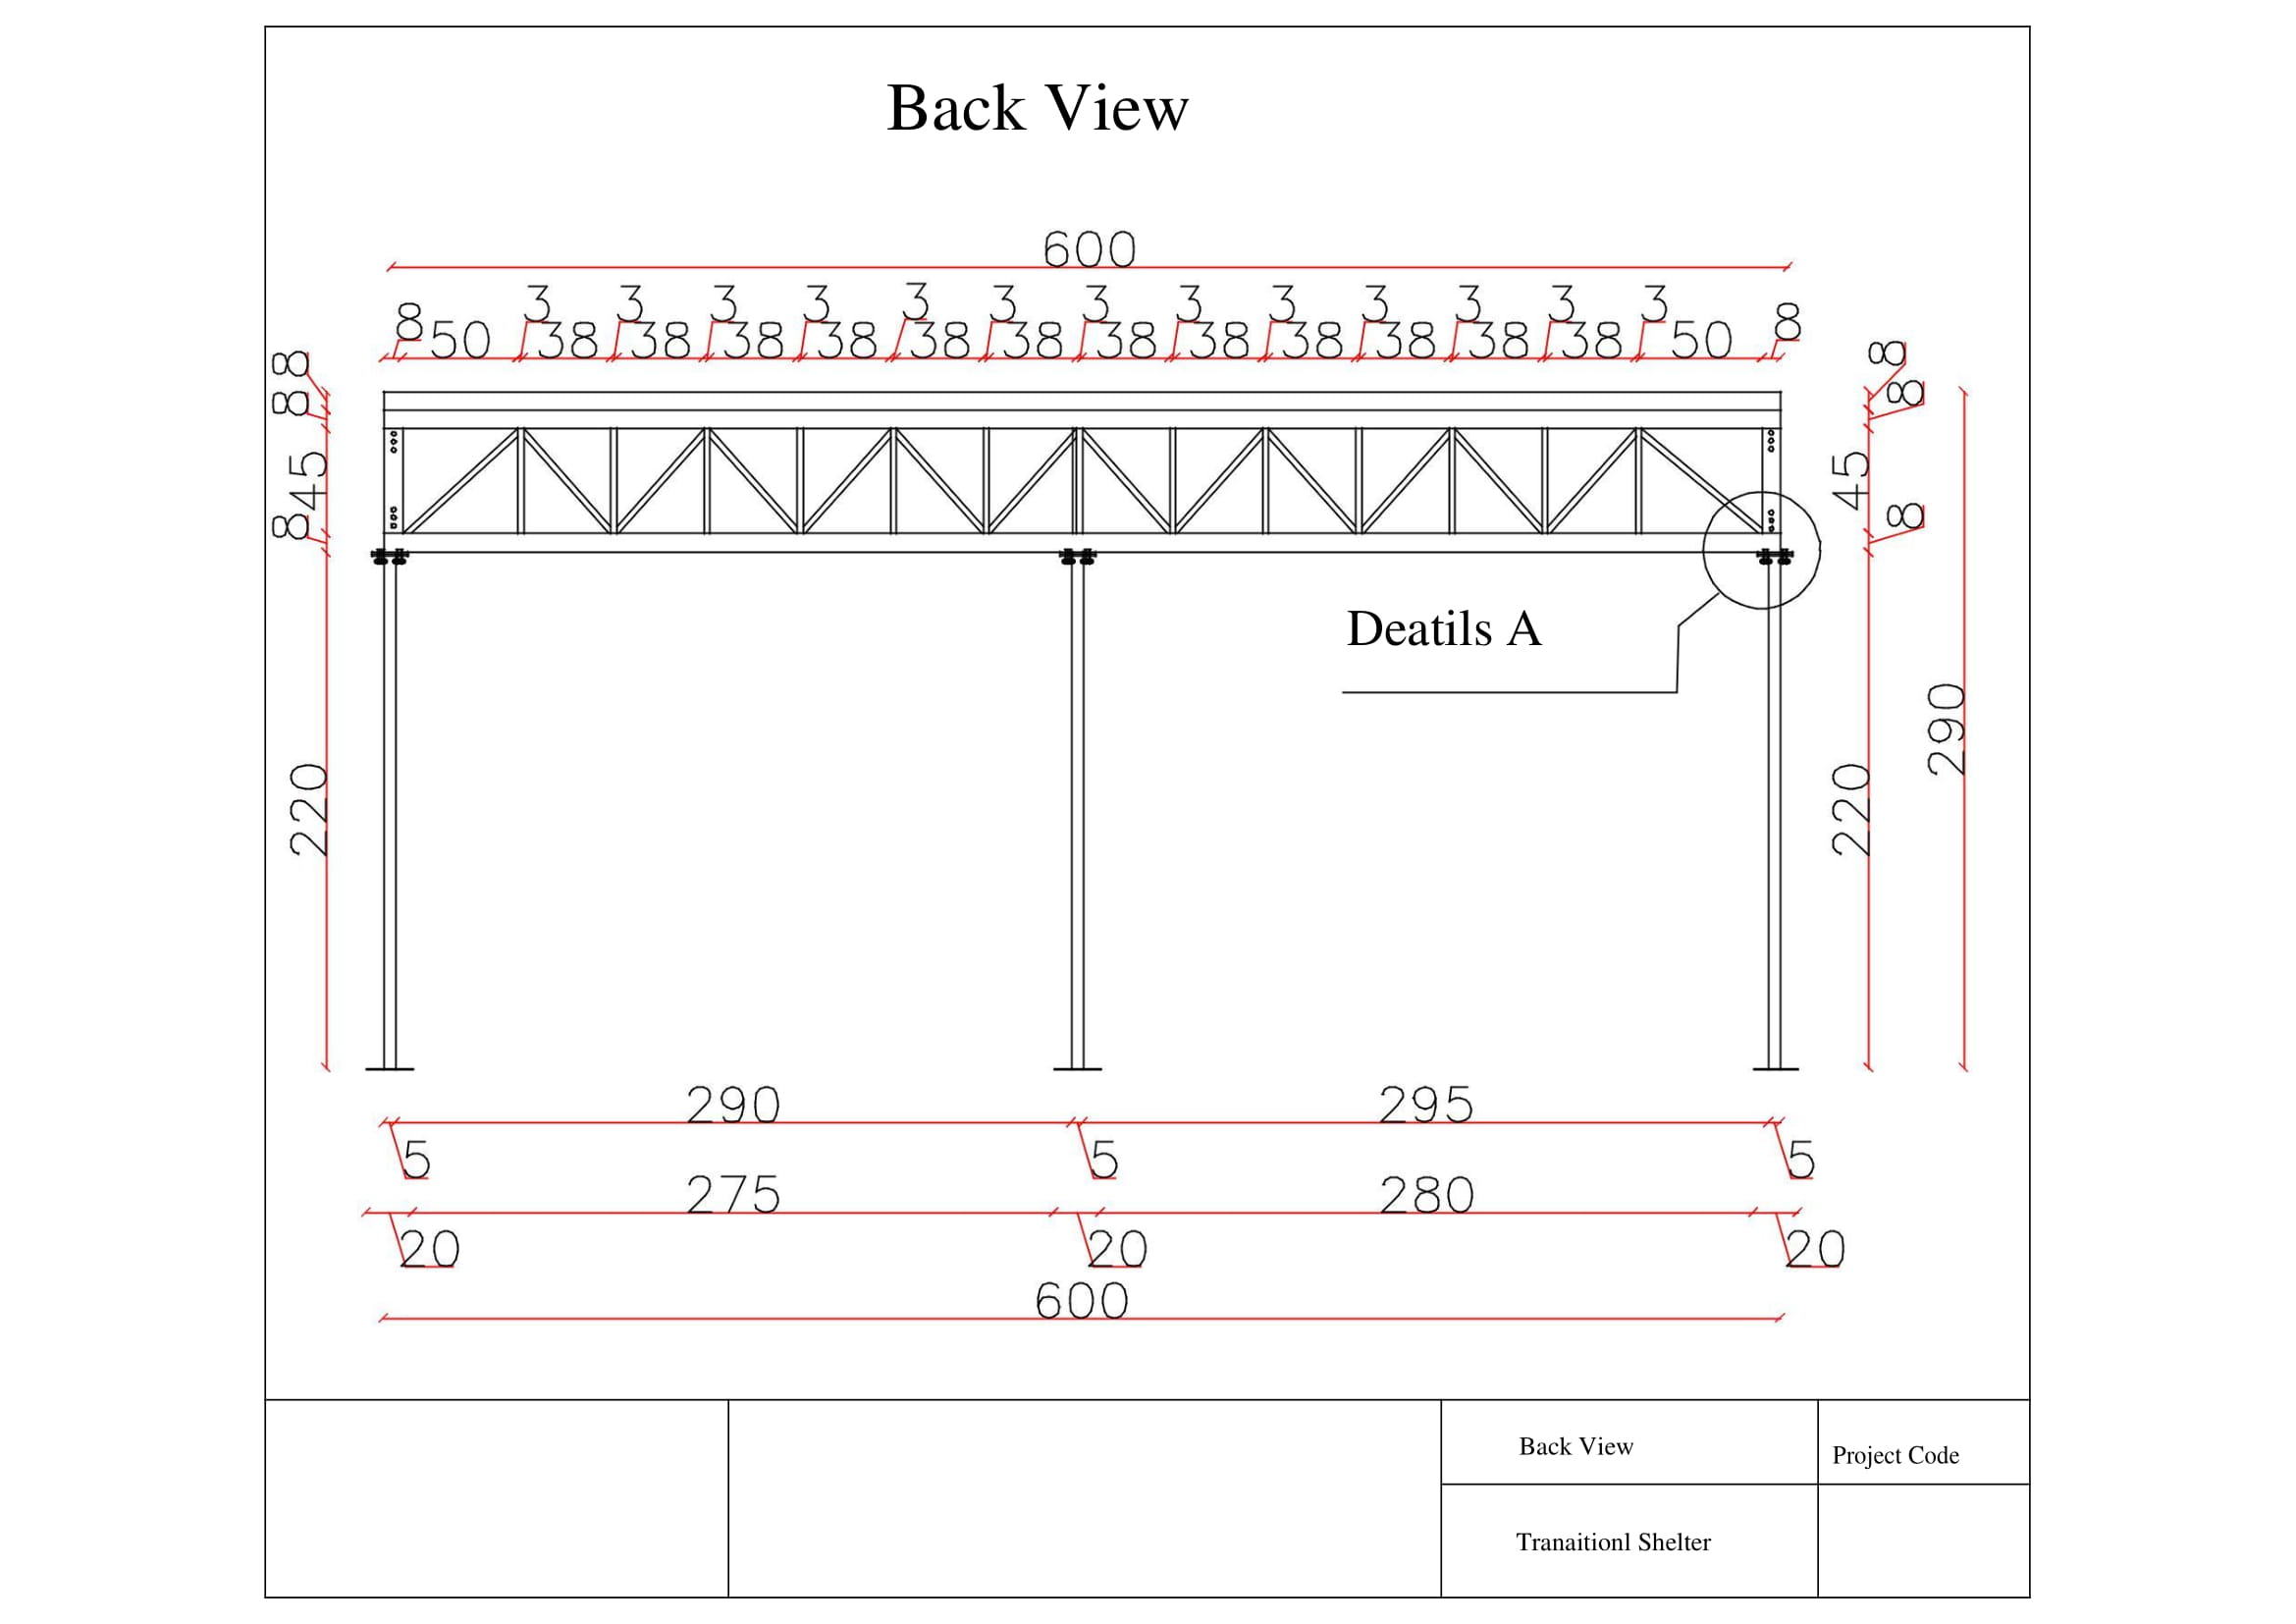 Back View
600
3 3 3 3 3 3 3 3 3 3 3 3 3
8 50 38 38 38 38 38 38 38 38 38 38 38 38 50 8
8
8
45
8
220
8
8
45
8
220
290
Deatils A
290 295
5 5 5
275 280
20 20 20
600
Back View
Project Code
Tranaitionl Shelter